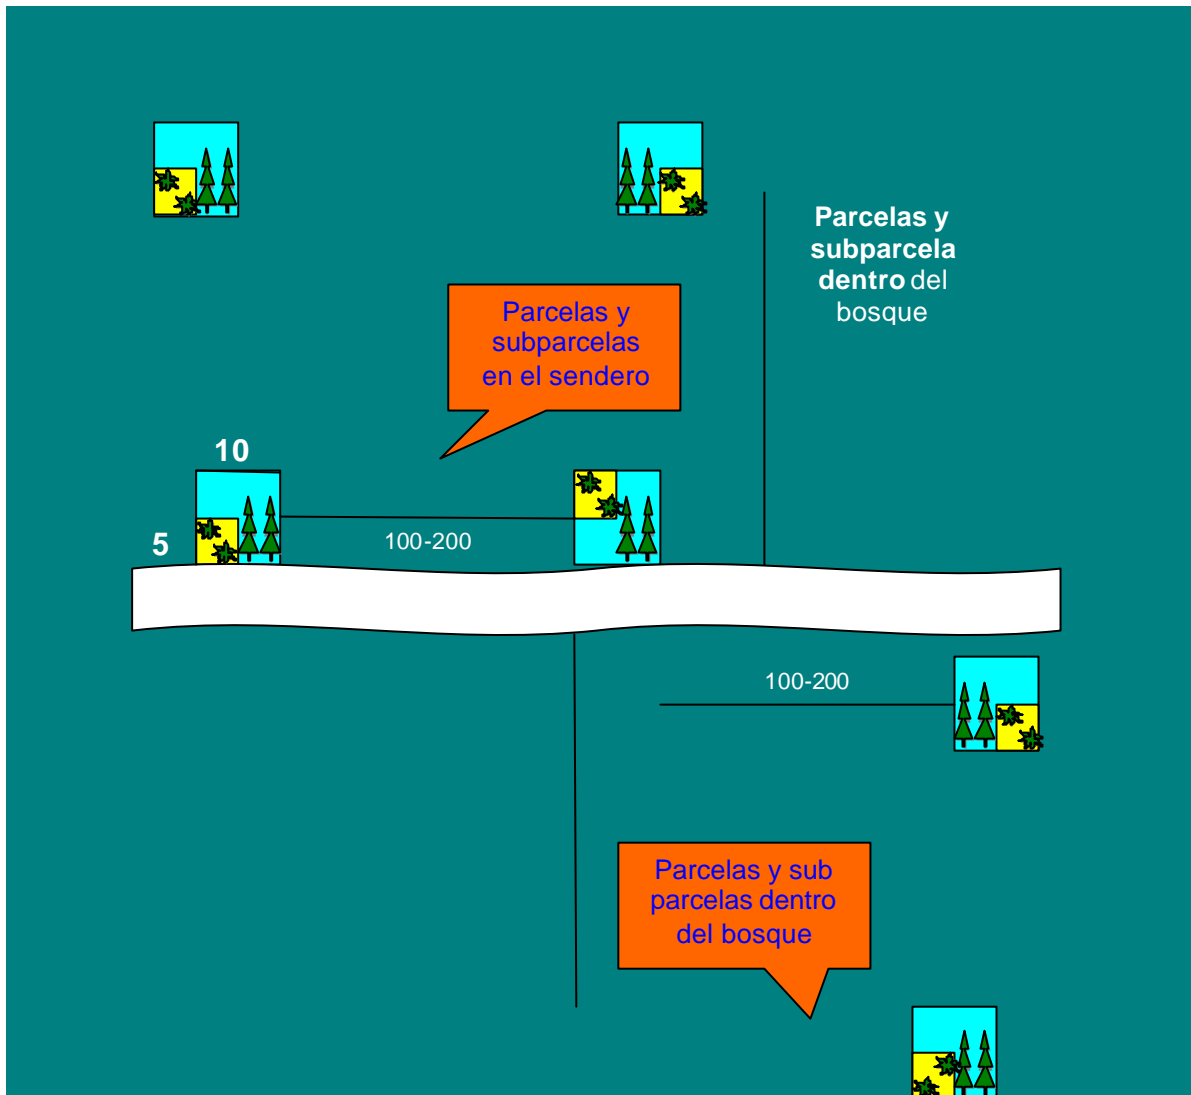 Parcelas y
subparcela
dentro del
bosque
Parcelas y
subparcelas
en el sendero
10
5
100-200
100-200
Parcelas y sub
parcelas dentro
del bosque